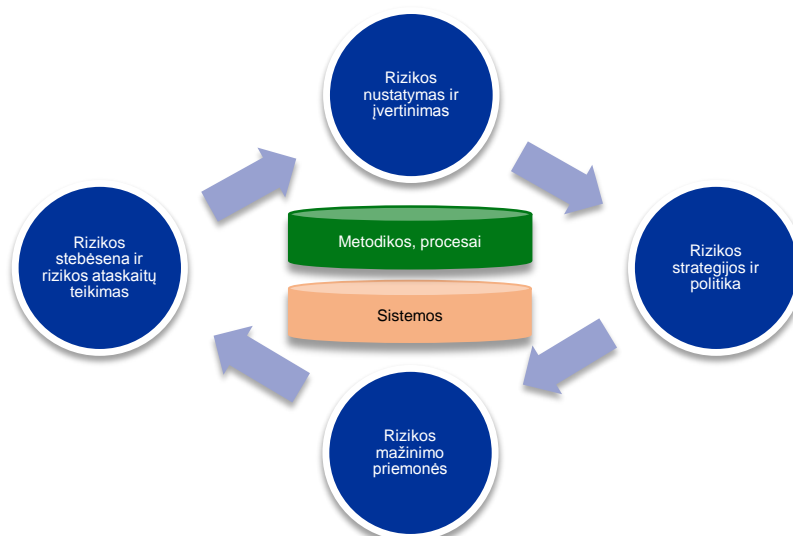 Rizikos
nustatymas ir
įvertinimas
Metodikos, procesai
Rizikos
stebėsena ir
rizikos ataskaitų
teikimas
Rizikos
strategijos ir
politika
Sistemos
Rizikos
mažinimo
priemonės